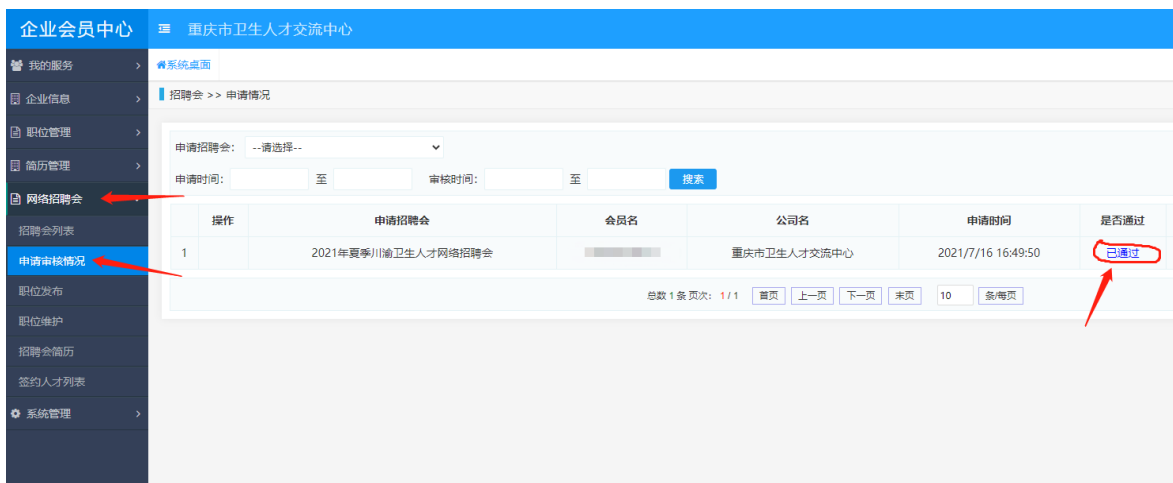 企业会员中心 重庆市卫生人才交流中心
我的服务
系统桌面
企业信息
招聘会 >> 申请情况
职位管理
简历管理
网络招聘会
招聘会列表
申请审核情况
职位发布
职位维护
招聘会简历
签约人才列表
系统管理
申请招聘会： --请选择--
申请时间： 至 审核时间： 至 搜素
操作 申请招聘会 会员名 公司名 申请时间 是否通过
1 2021年夏季川渝卫生人才网络招聘会 重庆市卫生人才交流中心 2021/7/16 16:49:50 已通过
总数 1 条 页次： 1 / 1 首页 上一页 下一页 末页 10 条/每页